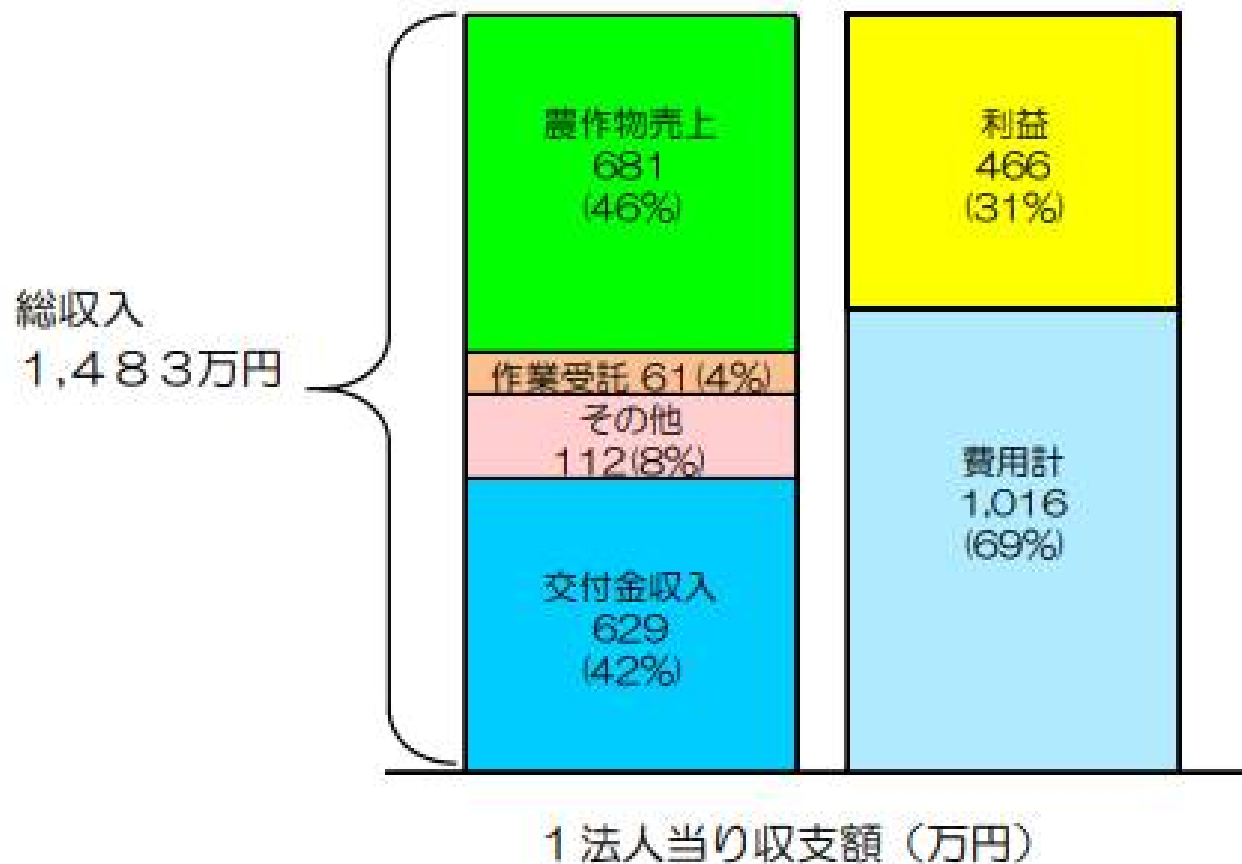 総収入
1,483万円
農作物売上
681
(46%)
作業受託 61(4%)
その他
112(8%)
交付金収入
629
(42%)
利益
466
(31%)
費用計
1,016
(69%)
1法人当り収支額（万円）